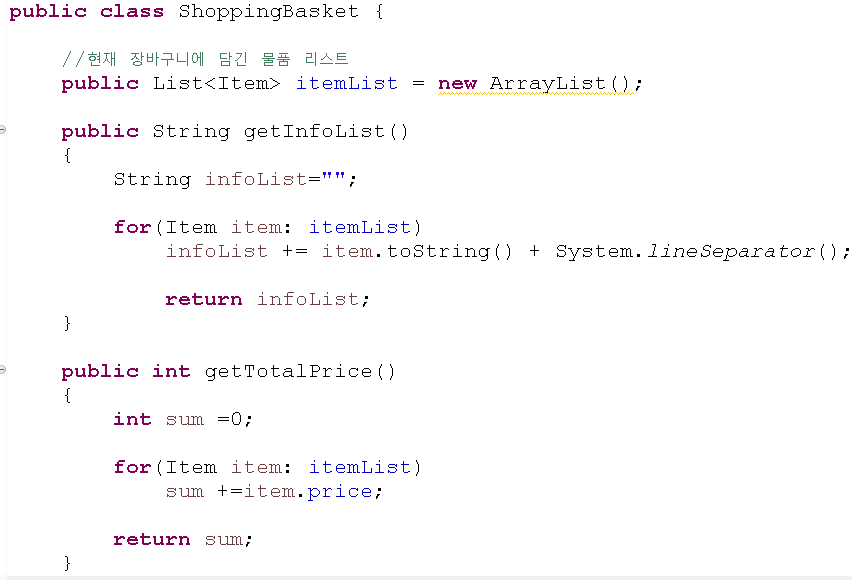 public class ShoppingBasket {
//현재 장바구니에 담긴 물품 리스트
public List<Item> itemList = new ArrayList();
public String getInfoList()
{
String infoList="";
for(Item item: itemList)
infoList += item.toString() + System.lineSeparator();
return infoList;
}
public int getTotalPrice()
{
int sum =0;
for(Item item: itemList)
sum +=item.price;
return sum;
}